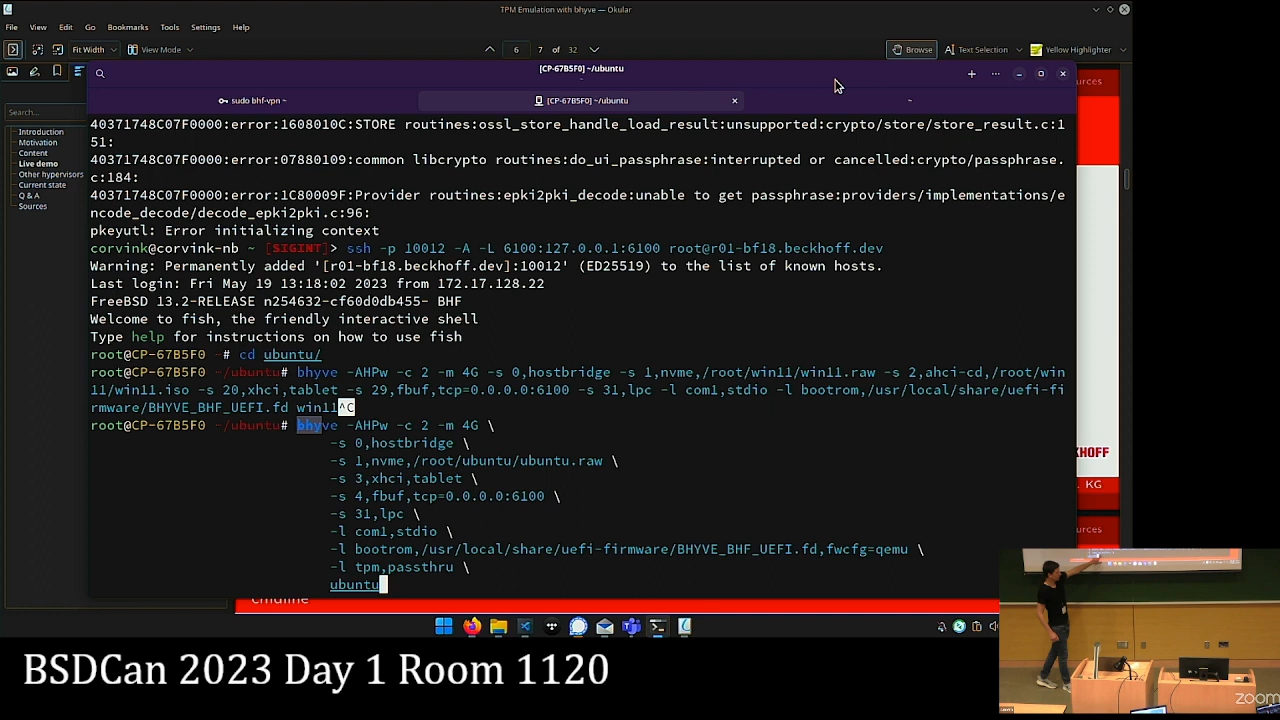 TPM Emulation with bhyve — Okular
File View Edit Go Bookmarks Tools Settings Help
Fit Width View Mode 6 7 of 32 Browse Text Selection Yellow Highlighter
[CP-67B5F0] ~/ubuntu
urces
sudo bhf-vpn ~ [CP-67B5F0] ~/ubuntu ~
Search...
Introduction
Motivation
Content
Live demo
Other hypervisors
Current state
Q & A
Sources
40371748C07F0000:error:1608010C:STORE routines:ossl_store_handle_load_result:unsupported:crypto/store/store_result.c:1
51:
40371748C07F0000:error:07880109:common libcrypto routines:do_ui_passphrase:interrupted or cancelled:crypto/passphrase.
c:184:
40371748C07F0000:error:1C80009F:Provider routines:epki2pki_decode:unable to get passphrase:providers/implementations/e
ncode_decode/decode_epki2pki.c:96:
pkeyutl: Error initializing context
corvink@corvink-nb ~ [SIGINT]> ssh -p 10012 -A -L 6100:127.0.0.1:6100 root@r01-bf18.beckhoff.dev
Warning: Permanently added '[r01-bf18.beckhoff.dev]:10012' (ED25519) to the list of known hosts.
Last login: Fri May 19 13:18:02 2023 from 172.17.128.22
FreeBSD 13.2-RELEASE n254632-cf60d0db455- BHF
Welcome to fish, the friendly interactive shell
Type help for instructions on how to use fish
root@CP-67B5F0 ~# cd ubuntu/
root@CP-67B5F0 ~/ubuntu# bhyve -AHPw -c 2 -m 4G -s 0,hostbridge -s 1,nvme,/root/win11/win11.raw -s 2,ahci-cd,/root/win
11/win11.iso -s 20,xhci,tablet -s 29,fbuf,tcp=0.0.0.0:6100 -s 31,lpc -l com1,stdio -l bootrom,/usr/local/share/uefi-fi
rmware/BHYVE_BHF_UEFI.fd win11^C
root@CP-67B5F0 ~/ubuntu# bhyve -AHPw -c 2 -m 4G \
-s 0,hostbridge \
-s 1,nvme,/root/ubuntu/ubuntu.raw \
-s 3,xhci,tablet \
-s 4,fbuf,tcp=0.0.0.0:6100 \
-s 31,lpc \
-l com1,stdio \
-l bootrom,/usr/local/share/uefi-firmware/BHYVE_BHF_UEFI.fd,fwcfg=qemu \
-l tpm,passthru \
ubuntu
KHOFF
KG
urces
Cmdline
BSDCan 2023 Day 1 Room 1120
zoom